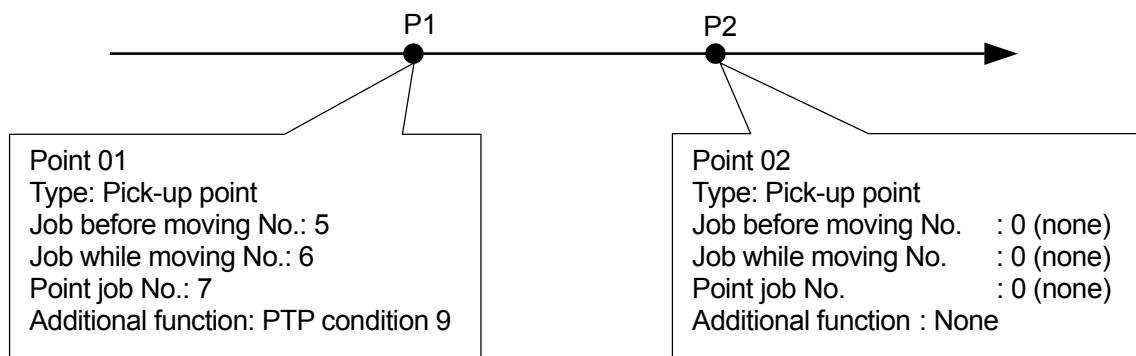 P1
P2
Point 01
Type: Pick-up point
Job before moving No.: 5
Job while moving No.: 6
Point job No.: 7
Additional function: PTP condition 9
Point 02
Type: Pick-up point
Job before moving No. : 0 (none)
Job while moving No. : 0 (none)
Point job No. : 0 (none)
Additional function : None